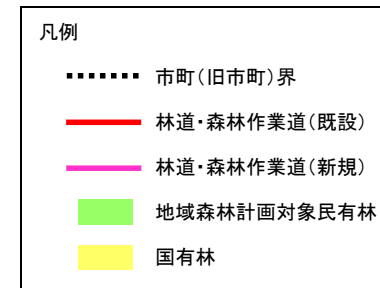 凡例
市町(旧市町)界
林道・森林作業道(既設)
林道・森林作業道(新規)
地域森林計画対象民有林
国有林